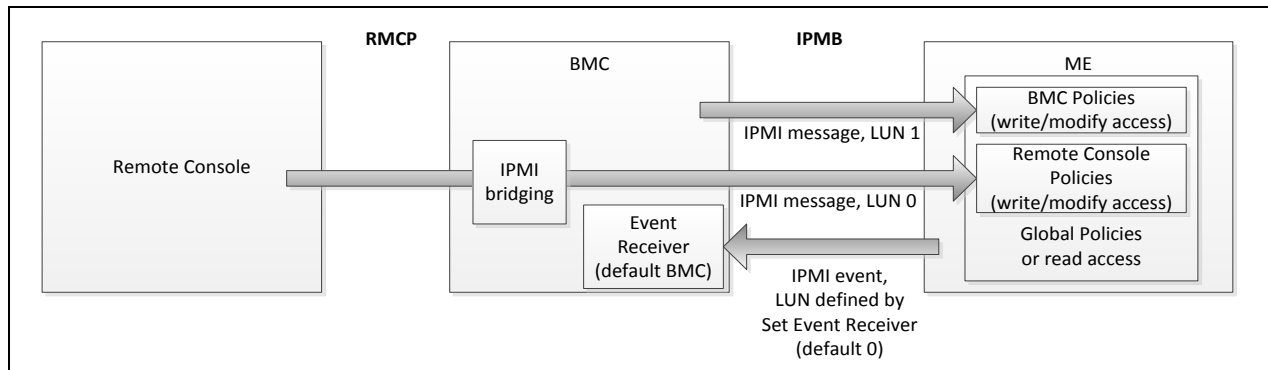 RMCP
IPMB
Remote Console
BMC
IPMI
bridging
Event
Receiver
(default BMC)
IPMI message, LUN 1
IPMI message, LUN 0
IPMI event,
LUN defined by
Set Event Receiver
(default 0)
ME
BMC Policies
(write/modify access)
Remote Console
Policies
(write/modify access)
Global Policies
or read access